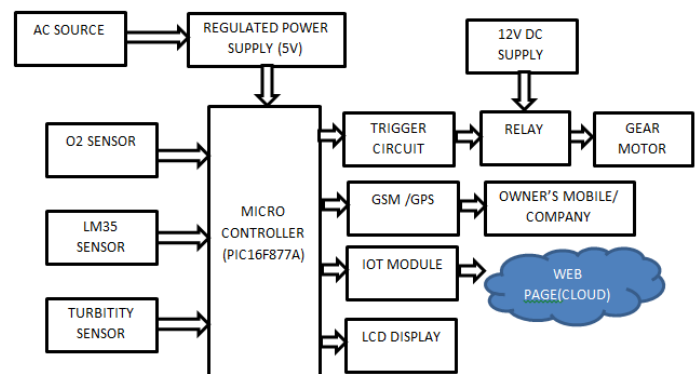 AC SOURCE
REGULATED POWER
SUPPLY (5V)
12V DC
SUPPLY
O2 SENSOR
LM35
SENSOR
TURBITITY
SENSOR
MICRO
CONTROLLER
(PIC16F877A)
TRIGGER
CIRCUIT
RELAY
GEAR
MOTOR
GSM /GPS
OWNER'S MOBILE/
COMPANY
IOT MODULE
WEB
PAGE(CLOUD)
LCD DISPLAY